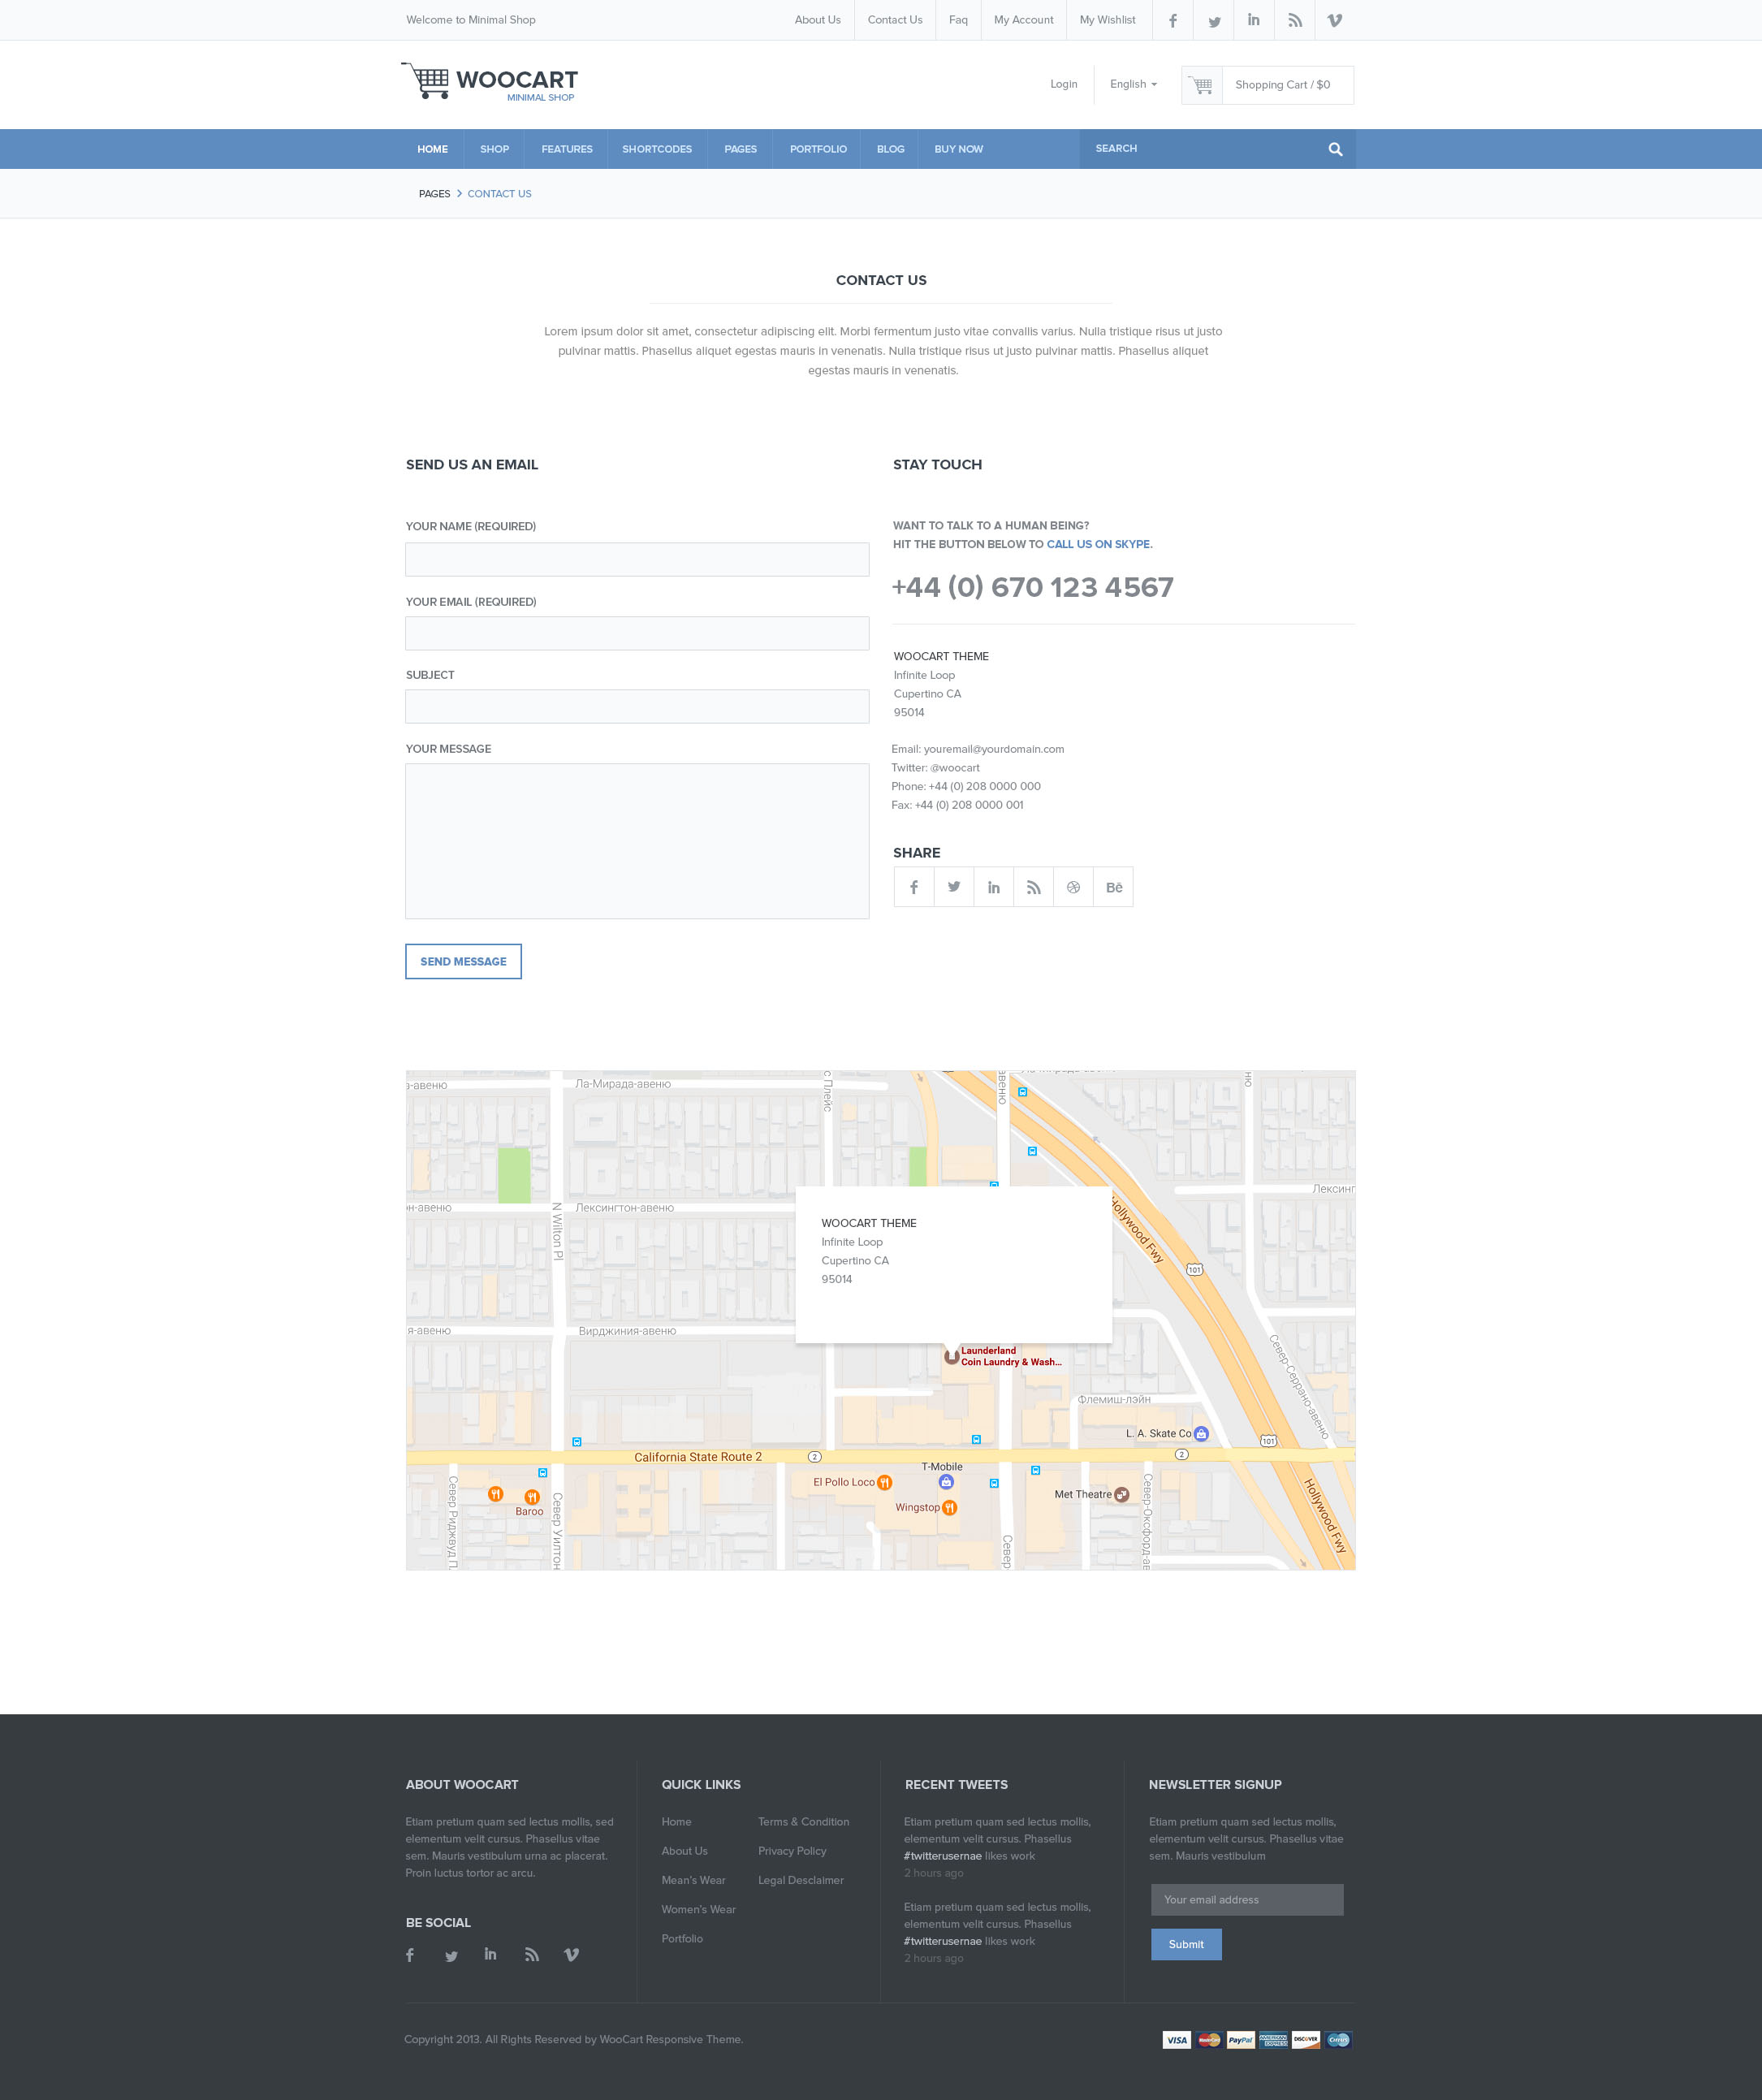 Welcome to Minimal Shop
About Us
Contact Us
Faq
My Account
My Wishlist
WOOCART
MINIMAL SHOP
Login
English
Shopping Cart / $0
HOME
SHOP
FEATURES
SHORTCODES
PAGES
PORTFOLIO
BLOG
BUY NOW
SEARCH
PAGES > CONTACT US
CONTACT US
Lorem ipsum dolor sit amet, consectetur adipiscing elit. Morbi fermentum justo vitae convallis varius. Nulla tristique risus ut justo
pulvinar mattis. Phasellus aliquet egestas mauris in venenatis. Nulla tristique risus ut justo pulvinar mattis. Phasellus aliquet
egestas mauris in venenatis.
SEND US AN EMAIL
YOUR NAME (REQUIRED)
YOUR EMAIL (REQUIRED)
SUBJECT
YOUR MESSAGE
SEND MESSAGE
STAY TOUCH
WANT TO TALK TO A HUMAN BEING?
HIT THE BUTTON BELOW TO CALL US ON SKYPE.
+44 (0) 670 123 4567
WOOCART THEME
Infinite Loop
Cupertino CA
95014
Email: youremail@yourdomain.com
Twitter: @woocart
Phone: +44 (0) 208 0000 000
Fax: +44 (0) 208 0000 001
SHARE
Bē
а-авеню
Ла-Мирада-авеню
с Плейс
авеню
ню
он-авеню
Лексингтон-авеню
Лексингт
N Wilton Pl
Hollywood Fwy
101
WOOCART THEME
Infinite Loop
Cupertino CA
95014
я-авеню
Вирджиния-авеню
Launderland
Coin Laundry & Wash...
Север-Серрано-авеню
Флемиш-лэйн
L. A. Skate Co
101
California State Route 2
2
2
T-Mobile
El Pollo Loco
Wingstop
Met Theatre
Baroo
Север Риджвуд П
Север Уилтон
Север
Север-Оксфорд-ав
Hollywood Fwy
ABOUT WOOCART
Etiam pretium quam sed lectus mollis, sed
elementum velit cursus. Phasellus vitae
sem. Mauris vestibulum urna ac placerat.
Proin luctus tortor ac arcu.
BE SOCIAL
QUICK LINKS
Home
About Us
Mean's Wear
Women's Wear
Portfolio
Terms & Condition
Privacy Policy
Legal Desclaimer
RECENT TWEETS
Etiam pretium quam sed lectus mollis,
elementum velit cursus. Phasellus
#twitterusernae likes work
2 hours ago
Etiam pretium quam sed lectus mollis,
elementum velit cursus. Phasellus
#twitterusernae likes work
2 hours ago
NEWSLETTER SIGNUP
Etiam pretium quam sed lectus mollis,
elementum velit cursus. Phasellus vitae
sem. Mauris vestibulum
Your email address
Submit
Copyright 2013. All Rights Reserved by WooCart Responsive Theme.
VISA
MasterCard
PayPal
AMERICAN EXPRESS
DISCOVER
Cirrus